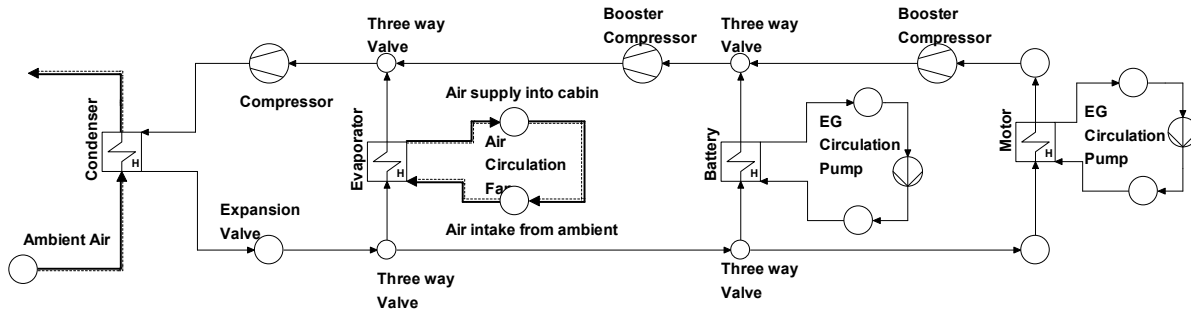 Three way
Valve
Booster
Compressor
Three way
Valve
Booster
Compressor
Compressor
Air supply into cabin
Condenser
H
Evaporator
H
Air
Circulation
Fan
Battery
H
EG
Circulation
Pump
Motor
H
EG
Circulation
Pump
Ambient Air
Expansion
Valve
Air intake from ambient
Three way
Valve
Three way
Valve